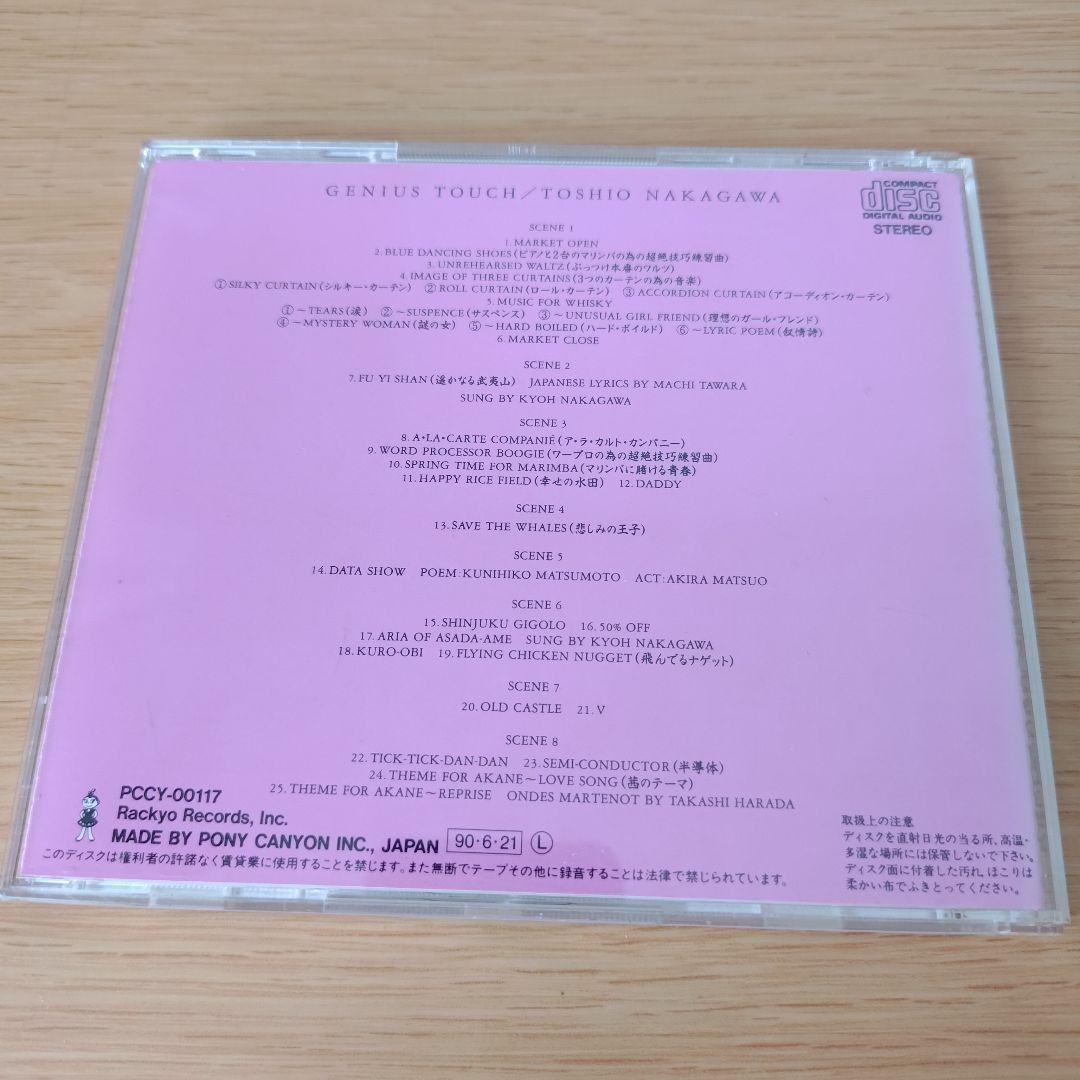 GENIUS TOUCH/TOSHIO NAKAGAWA
COMPACT
disc
DIGITAL AUDIO
STEREO
SCENE 1
1. MARKET OPEN
2. BLUE DANCING SHOES(ピアノと2台のマリンバの為の超絶技巧練習曲)
3. UNREHEARSED WALTZ(ぶっつけ本番のワルツ)
4. IMAGE OF THREE CURTAINS(3つのカーテンの為の音楽)
① SILKY CURTAIN(シルキー・カーテン) ② ROLL CURTAIN(ロール・カーテン) ③ ACCORDION CURTAIN(アコーディオン・カーテン)
5. MUSIC FOR WHISKY
① ~TEARS(涙) ② ~SUSPENCE(サスペンス) ③ ~UNUSUAL GIRL FRIEND(理想のガール・フレンド)
④ ~MYSTERY WOMAN(謎の女) ⑤ ~HARD BOILED(ハード・ボイルド) ⑥ ~LYRIC POEM(叙情詩)
6. MARKET CLOSE
SCENE 2
7. FU YI SHAN(遥かなる武夷山) JAPANESE LYRICS BY MACHI TAWARA
SUNG BY KYOH NAKAGAWA
SCENE 3
8. A・LA・CARTE COMPANIÉ(ア・ラ・カルト・カンパニー)
9. WORD PROCESSOR BOOGIE(ワープロの為の超絶技巧練習曲)
10. SPRING TIME FOR MARIMBA(マリンバに賭ける青春)
11. HAPPY RICE FIELD(幸せの水田) 12. DADDY
SCENE 4
13. SAVE THE WHALES(悲しみの王子)
SCENE 5
14. DATA SHOW POEM:KUNIHIKO MATSUMOTO ACT:AKIRA MATSUO
SCENE 6
15. SHINJUKU GIGOLO 16. 50% OFF
17. ARIA OF ASADA-AME SUNG BY KYOH NAKAGAWA
18. KURO-OBI 19. FLYING CHICKEN NUGGET(飛んでるナゲット)
SCENE 7
20. OLD CASTLE 21. V
SCENE 8
22. TICK-TICK-DAN-DAN 23. SEMI-CONDUCTOR(半導体)
24. THEME FOR AKANE~LOVE SONG(茜のテーマ)
25. THEME FOR AKANE~REPRISE ONDES MARTENOT BY TAKASHI HARADA
PCCY-00117
Rackyo Records, Inc.
MADE BY PONY CANYON INC., JAPAN 90・6・21 L
このディスクは権利者の許諾なく賃貸業に使用することを禁じます。また無断でテープその他に録音することは法律で禁じられています。
取扱上の注意
ディスクを直射日光の当る所、高温・
多湿な場所には保管しないで下さい。
ディスク面に付着した汚れ、ほこりは
柔かい布でふきとってください。